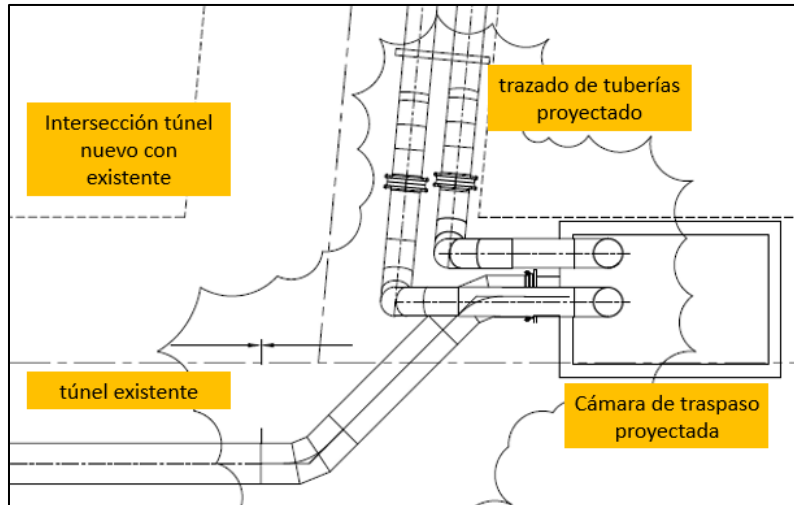 trazado de tuberías
proyectado
Intersección túnel
nuevo con
existente
túnel existente
Cámara de traspaso
proyectada